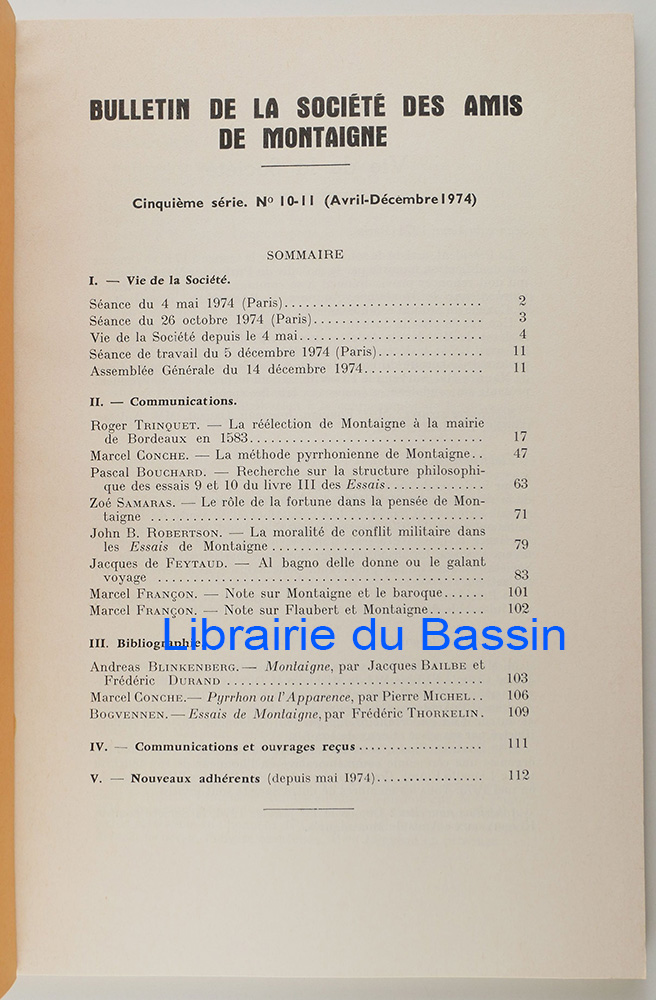 BULLETIN DE LA SOCIÉTÉ DES AMIS
DE MONTAIGNE
Cinquième série. Nº 10-11 (Avril-Décembre 1974)
SOMMAIRE
I. — Vie de la Société.
Séance du 4 mai 1974 (Paris)........................... 2
Séance du 26 octobre 1974 (Paris)........................ 3
Vie de la Société depuis le 4 mai.......................... 4
Séance de travail du 5 décembre 1974 (Paris)............... 11
Assemblée Générale du 14 décembre 1974................. 11
II. — Communications.
Roger TRINQUET. — La réélection de Montaigne à la mairie
de Bordeaux en 1583................................. 17
Marcel CONCHE. — La méthode pyrrhonienne de Montaigne.. 47
Pascal BOUCHARD. — Recherche sur la structure philosophi-
que des essais 9 et 10 du livre III des Essais.............. 63
Zoé SAMARAS. — Le rôle de la fortune dans la pensée de Mon-
taigne ................................................ 71
John B. ROBERTSON. — La moralité de conflit militaire dans
les Essais de Montaigne............................... 79
Jacques de FEYTAUD. — Al bagno delle donne ou le galant
voyage ............................................... 83
Marcel FRANÇON. — Note sur Montaigne et le baroque...... 101
Marcel FRANÇON. — Note sur Flaubert et Montaigne........ 102
Librairie du Bassin
III. Bibliographie
Andreas BLINKENBERG. — Montaigne, par Jacques BAILBE et
Frédéric DURAND .................................... 103
Marcel CONCHE. — Pyrrhon ou l'Apparence, par Pierre MICHEL.. 106
BOGVENNEN. — Essais de Montaigne, par Frédéric THORKELIN. 109
IV. — Communications et ouvrages reçus.................. 111
V. — Nouveaux adhérents (depuis mai 1974)............... 112